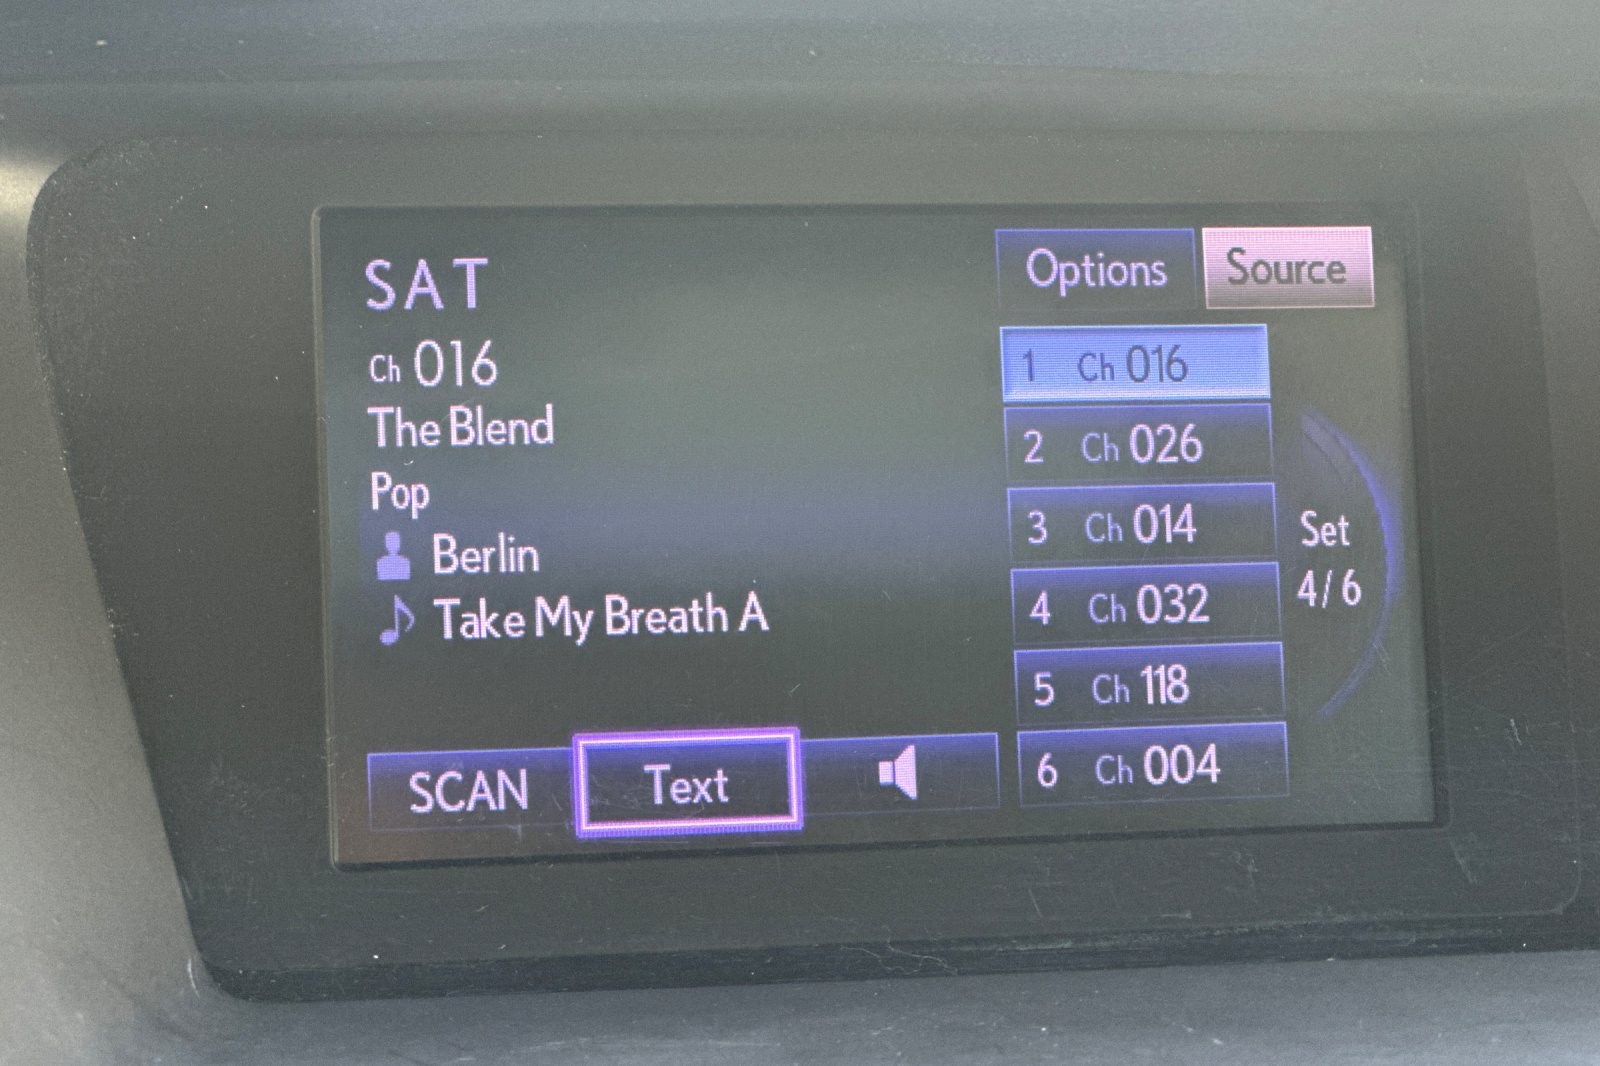 SAT
Ch 016
The Blend
Pop
Berlin
Take My Breath A
SCAN Text
Options Source
1 Ch 016
2 Ch 026
3 Ch 014
4 Ch 032
5 Ch 118
6 Ch 004
Set
4/6